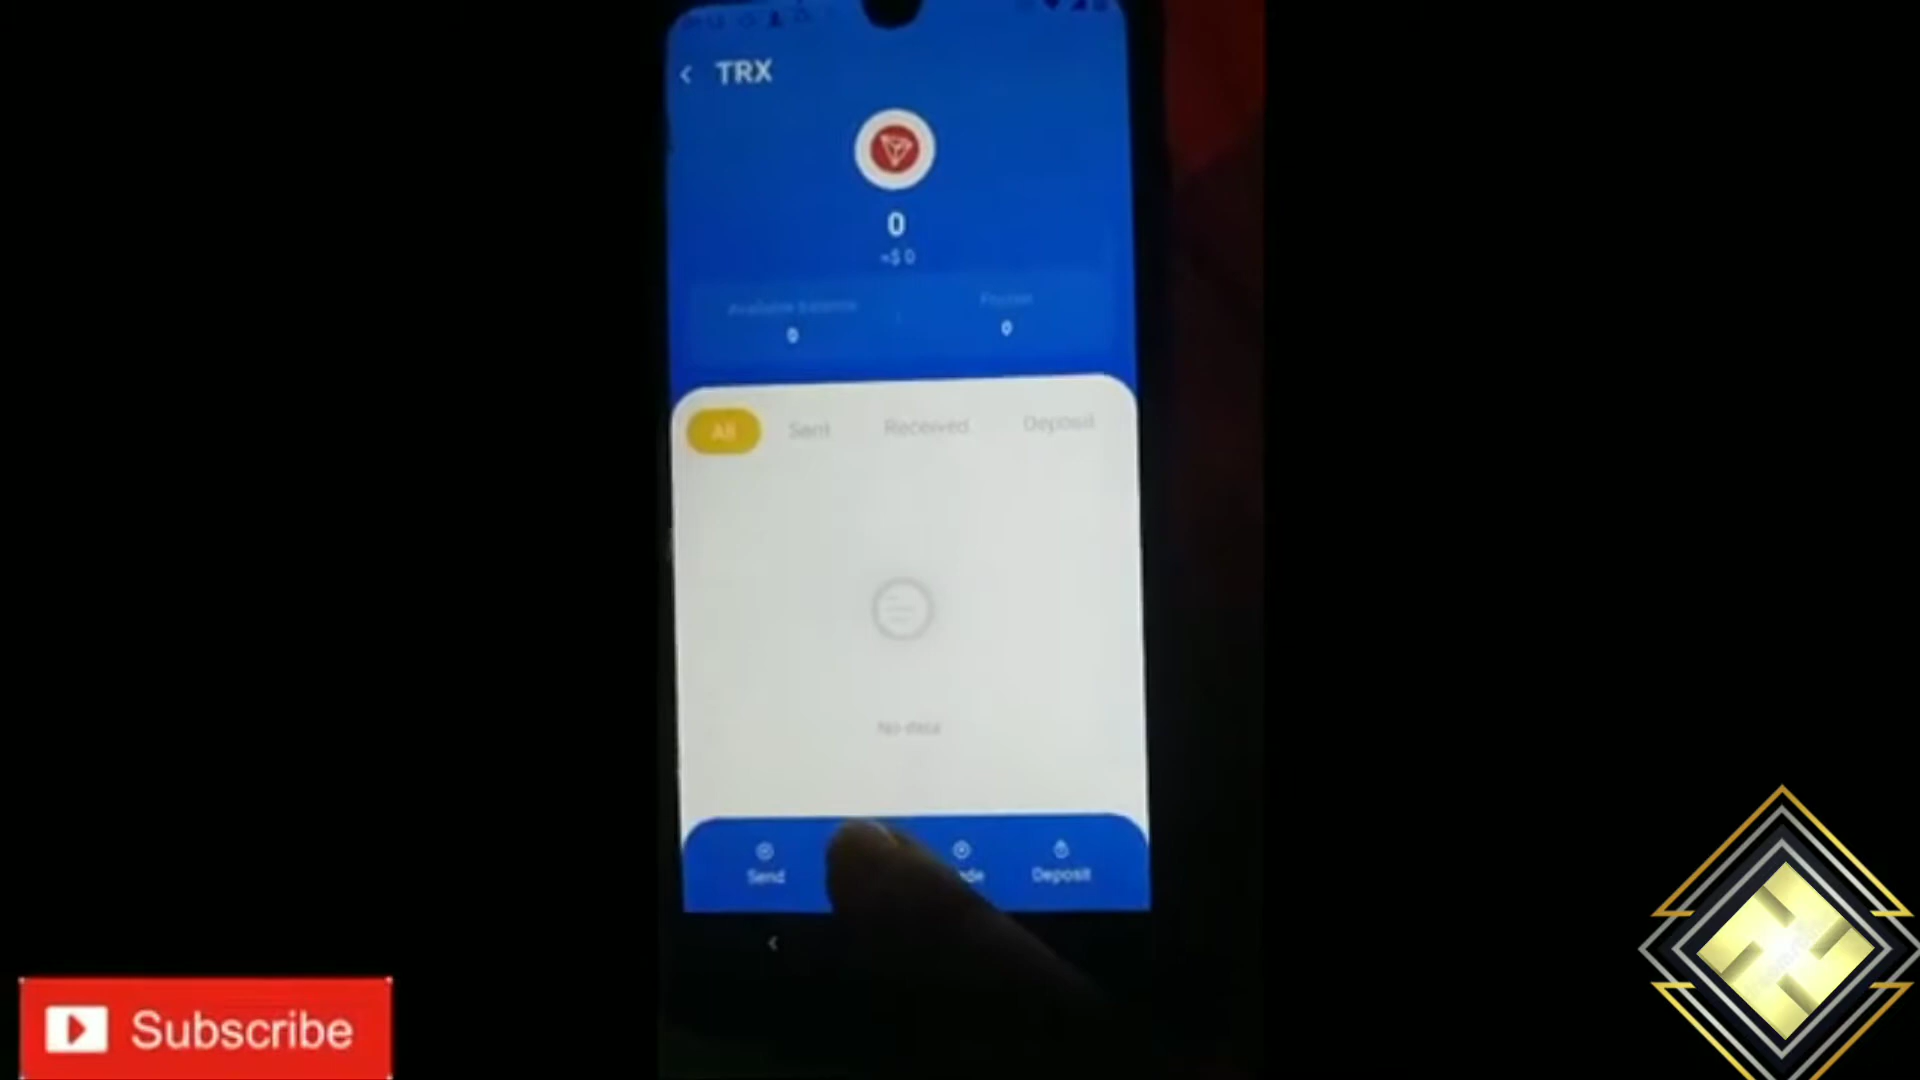 TRX
0
≈$ 0
Available balance
Frozen
0
0
All
Sent
Received
Deposit
No data
Send
Deposit
Subscribe